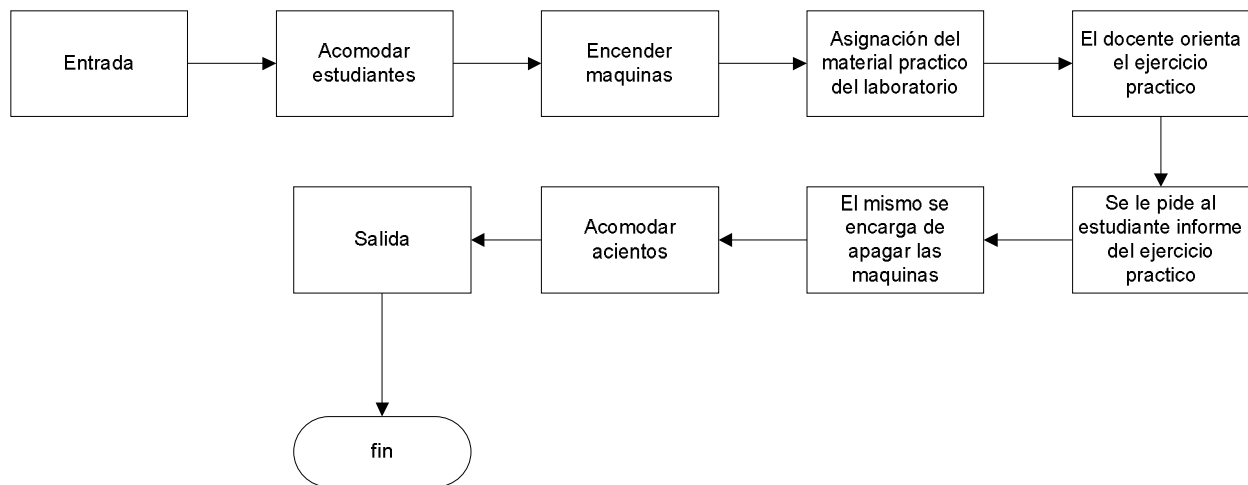 Entrada
Acomodar
estudiantes
Encender
maquinas
Asignación del
material practico
del laboratorio
El docente orienta
el ejercicio
practico
Se le pide al
estudiante informe
del ejercicio
practico
El mismo se
encarga de
apagar las
maquinas
Acomodar
acientos
Salida
fin